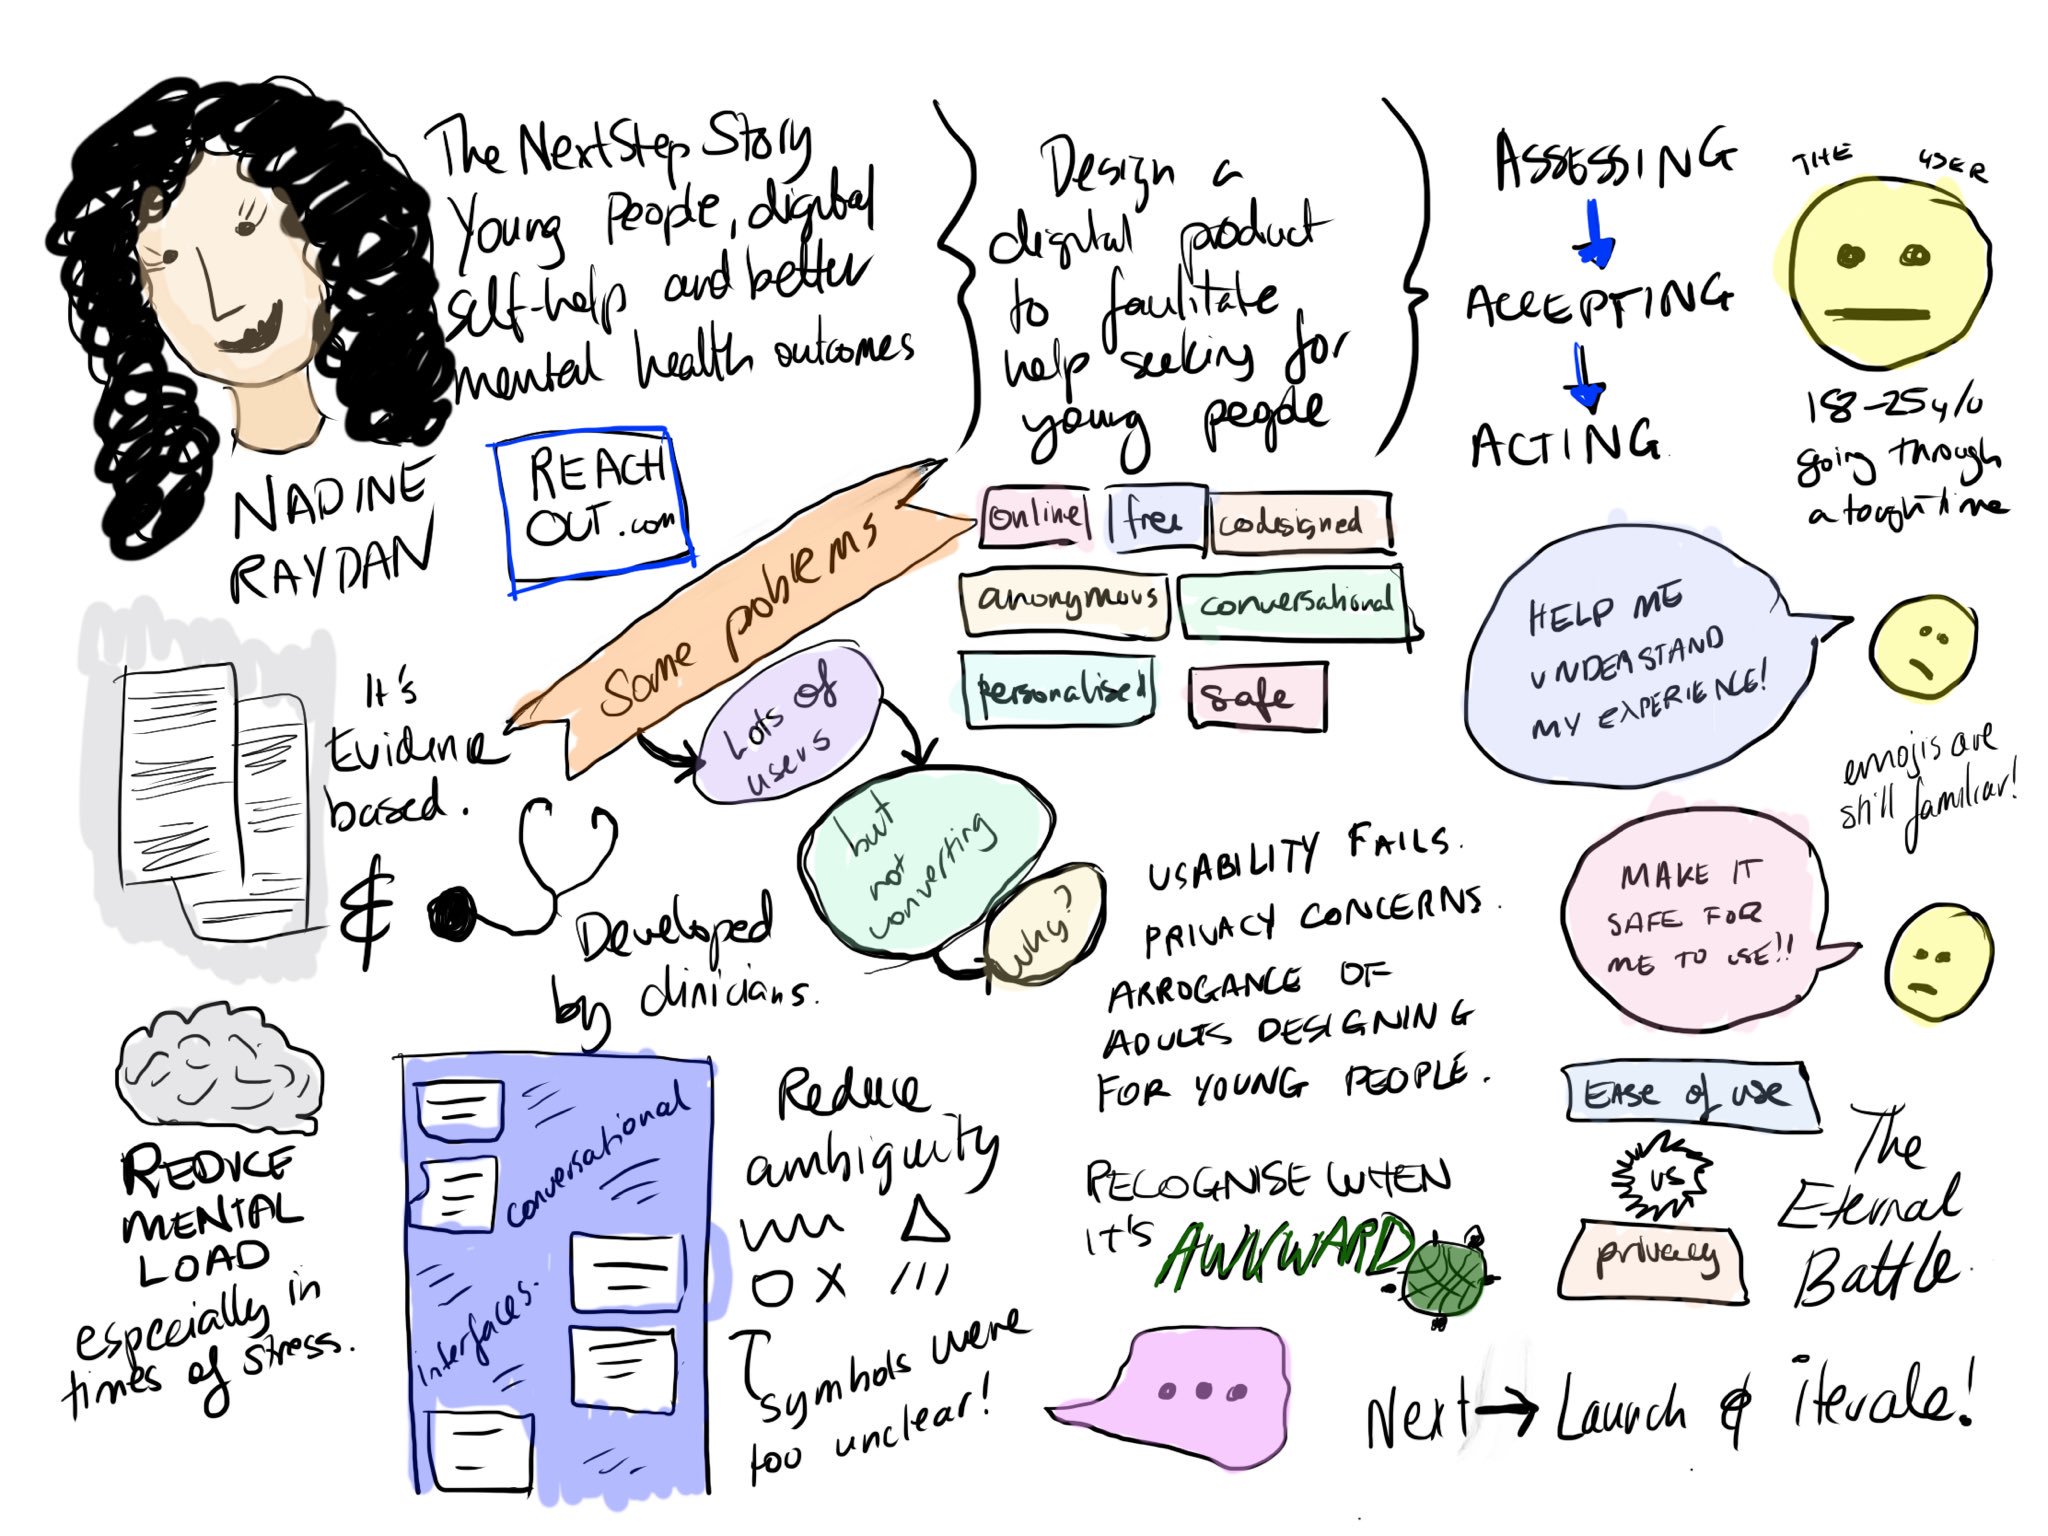 The NextStep Story
Young People, digital
self-help and better
mental health outcomes
NADINE
RAYDAN
REACH
OUT.com
Design a
digital product
to facilitate
help seeking for
young people
ASSESSING
ACCEPTING
ACTING
THE USER
18-25 y/o
going through
a tough time
online
free
codesigned
anonymous
conversational
personalised
safe
Some problems
Lots of
users
but
not
converting
why?
USABILITY FAILS.
PRIVACY CONCERNS.
ARROGANCE OF
ADULTS DESIGNING
FOR YOUNG PEOPLE.
HELP ME
UNDERSTAND
MY EXPERIENCE!
emojis are
still familiar!
MAKE IT
SAFE FOR
ME TO USE!!
It's
Evidence
based.
&
Developed
by clinicians.
REDUCE
MENTAL
LOAD
especially in
times of stress.
conversational
Interfaces.
Reduce
ambiguity
symbols were
too unclear!
RECOGNISE WHEN
IT'S AWKWARD
Ease of use
VS
privacy
The
Eternal
Battle.
Next → Launch & iterate!